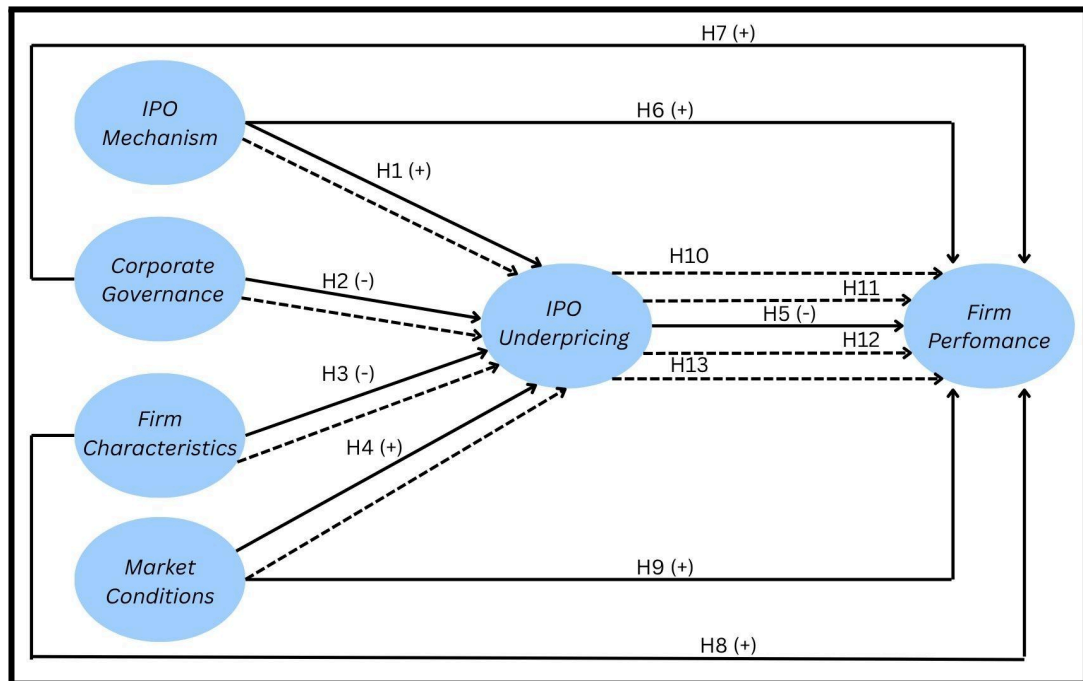 H7 (+)
IPO
Mechanism
H6 (+)
H1 (+)
Corporate
Governance
H2 (-)
H10
H11
IPO
Underpricing
H5 (-)
Firm
Perfomance
H12
H13
H3 (-)
Firm
Characteristics
H4 (+)
Market
Conditions
H9 (+)
H8 (+)